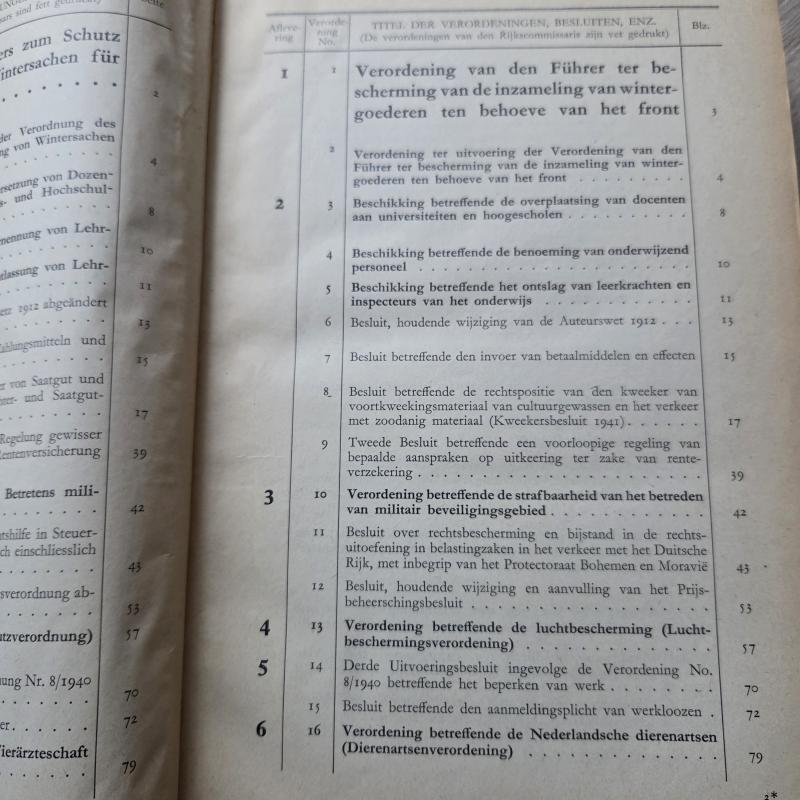 ers zum Schutz
intersachen für
2
der Verordnung des
ng von Wintersachen
4
ersetzung von Dozen-
s- und Hochschul-
8
nennung von Lehr-
10
tlassung von Lehr-
11
etz 1912 abgeändert
13
ahlungsmitteln und
15
er von Saatgut und
ter- und Saatgut-
17
Regelung gewisser
entenversicherung
39
Betretens mili-
42
tshilfe in Steuer-
ch einschliesslich
43
sverordnung ab-
53
utzverordnung)
57
ung Nr. 8/1940
70
er
72
Tierärzteschaft
79
Afleve-
ring
Verorde-
ning
No.
TITEL DER VERORDENINGEN, BESLUITEN, ENZ.
(De verordeningen van den Rijkscommissaris zijn vet gedrukt)
Blz.
1 1 Verordening van den Führer ter be-
scherming van de inzameling van winter-
goederen ten behoeve van het front 3
2 Verordening ter uitvoering der Verordening van den
Führer ter bescherming van de inzameling van winter-
goederen ten behoeve van het front . . . . . . . . . 4
2 3 Beschikking betreffende de overplaatsing van docenten
aan universiteiten en hoogescholen . . . . . . . . . . 8
4 Beschikking betreffende de benoeming van onderwijzend
personeel . . . . . . . . . . . . . . . . . . . . . . 10
5 Beschikking betreffende het ontslag van leerkrachten en
inspecteurs van het onderwijs . . . . . . . . . . . . 11
6 Besluit, houdende wijziging van de Auteurswet 1912 . . . 13
7 Besluit betreffende den invoer van betaalmiddelen en effecten 15
8 Besluit betreffende de rechtspositie van den kweeker van
voortkweekingsmateriaal van cultuurgewassen en het verkeer
met zoodanig materiaal (Kweekersbesluit 1941) . . . . . . 17
9 Tweede Besluit betreffende een voorloopige regeling van
bepaalde aanspraken op uitkeering ter zake van rente-
verzekering . . . . . . . . . . . . . . . . . . . . . 39
3 10 Verordening betreffende de strafbaarheid van het betreden
van militair beveiligingsgebied . . . . . . . . . . . . 42
11 Besluit over rechtsbescherming en bijstand in de rechts-
uitoefening in belastingzaken in het verkeer met het Duitsche
Rijk, met inbegrip van het Protectoraat Bohemen en Moravië 43
12 Besluit, houdende wijziging en aanvulling van het Prijs-
beheerschingsbesluit . . . . . . . . . . . . . . . . . 53
4 13 Verordening betreffende de luchtbescherming (Lucht-
beschermingsverordening) . . . . . . . . . . . . . . 57
5 14 Derde Uitvoeringsbesluit ingevolge de Verordening No.
8/1940 betreffende het beperken van werk . . . . . . . . 70
15 Besluit betreffende den aanmeldingsplicht van werkloozen . 72
6 16 Verordening betreffende de Nederlandsche dierenartsen
(Dierenartsenverordening) . . . . . . . . . . . . . . 79
2*